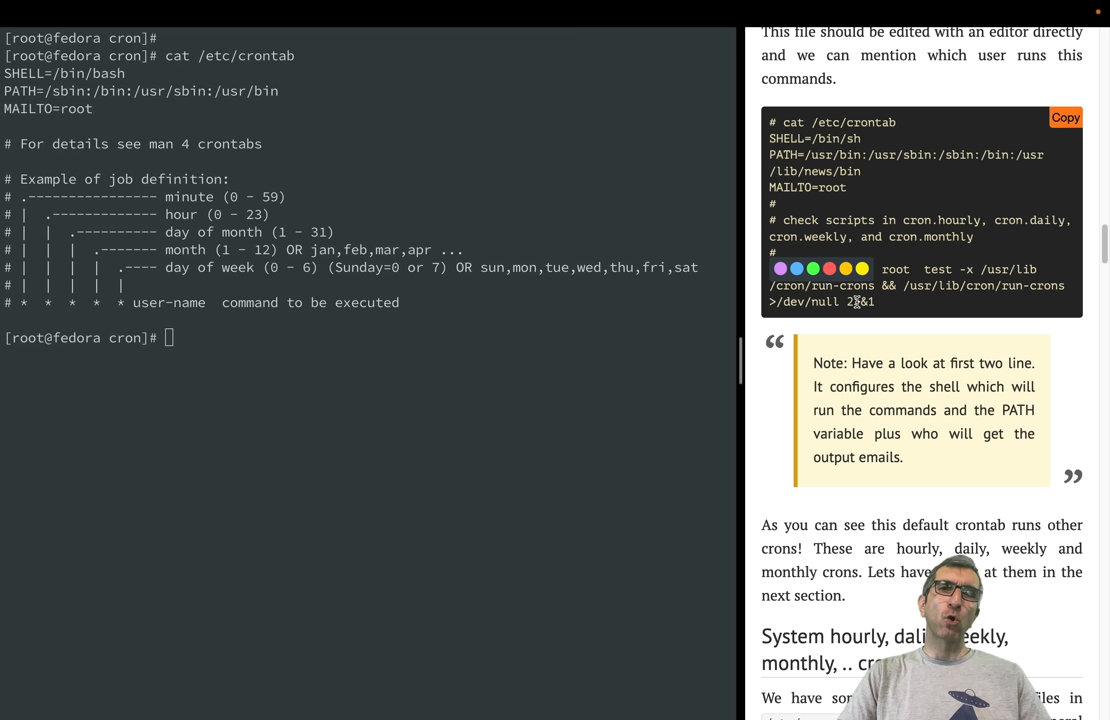 [root@fedora cron]#
[root@fedora cron]# cat /etc/crontab
SHELL=/bin/bash
PATH=/sbin:/bin:/usr/sbin:/usr/bin
MAILTO=root
# For details see man 4 crontabs
# Example of job definition:
# .---------------- minute (0 - 59)
# |  .------------- hour (0 - 23)
# |  |  .---------- day of month (1 - 31)
# |  |  |  .------- month (1 - 12) OR jan,feb,mar,apr ...
# |  |  |  |  .---- day of week (0 - 6) (Sunday=0 or 7) OR sun,mon,tue,wed,thu,fri,sat
# |  |  |  |  |
# *  *  *  *  * user-name  command to be executed
[root@fedora cron]#
This file should be edited with an editor directly
and we can mention which user runs this
commands.
Copy
# cat /etc/crontab
SHELL=/bin/sh
PATH=/usr/bin:/usr/sbin:/sbin:/bin:/usr
/lib/news/bin
MAILTO=root
#
# check scripts in cron.hourly, cron.daily,
cron.weekly, and cron.monthly
#
root  test -x /usr/lib
/cron/run-crons && /usr/lib/cron/run-crons
>/dev/null 2>&1
“
Note: Have a look at first two line.
It configures the shell which will
run the commands and the PATH
variable plus who will get the
output emails.
”
As you can see this default crontab runs other
crons! These are hourly, daily, weekly and
monthly crons. Lets have at them in the
next section.
System hourly,
monthly, ..
We have files in